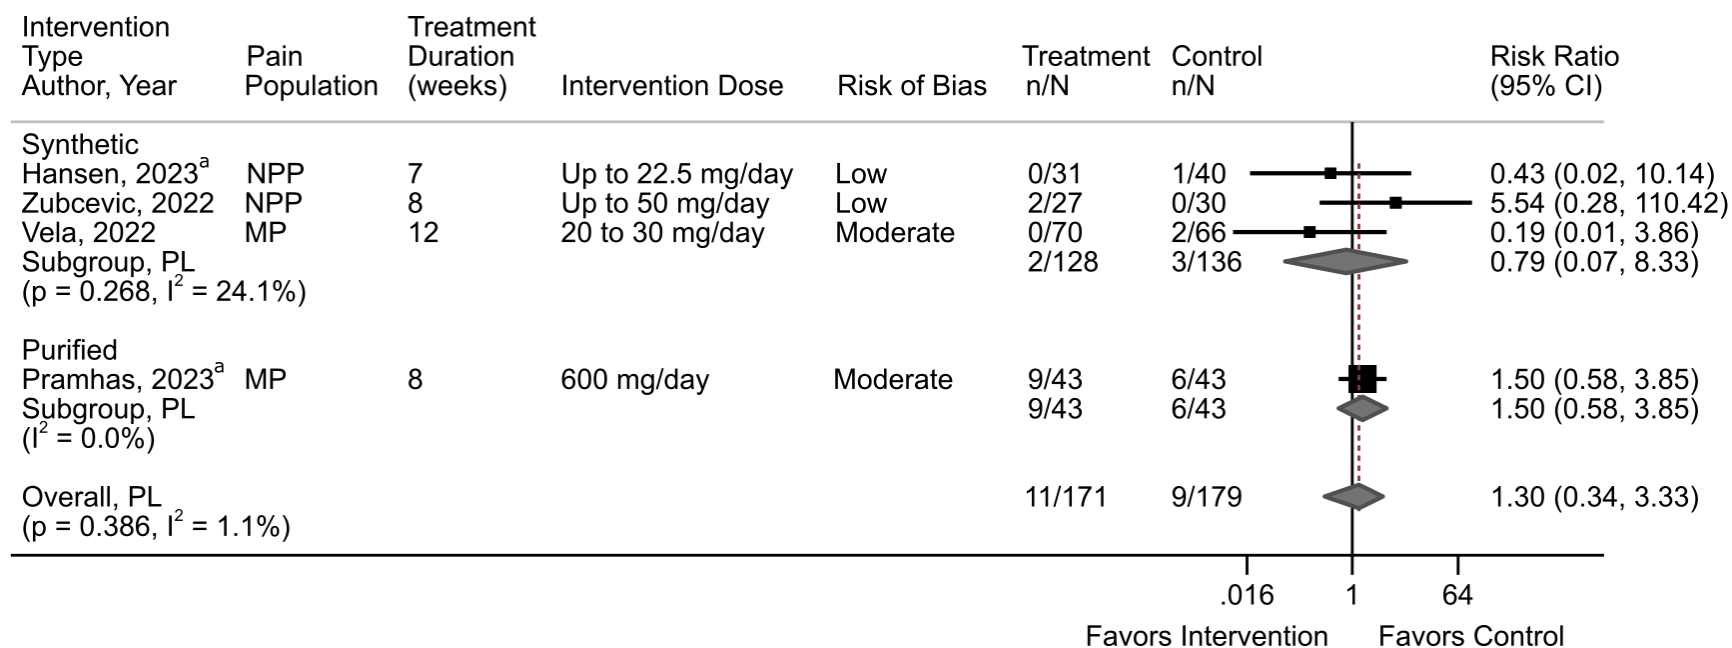 Intervention Type Author, Year Pain Population Treatment Duration (weeks) Intervention Dose Risk of Bias Treatment n/N Control n/N Risk Ratio (95% CI)
Synthetic
Hansen, 2023a NPP 7 Up to 22.5 mg/day Low 0/31 1/40 0.43 (0.02, 10.14)
Zubcevic, 2022 NPP 8 Up to 50 mg/day Low 2/27 0/30 5.54 (0.28, 110.42)
Vela, 2022 MP 12 20 to 30 mg/day Moderate 0/70 2/66 0.19 (0.01, 3.86)
Subgroup, PL 2/128 3/136 0.79 (0.07, 8.33)
(p = 0.268, I2 = 24.1%)
Purified
Pramhas, 2023a MP 8 600 mg/day Moderate 9/43 6/43 1.50 (0.58, 3.85)
Subgroup, PL 9/43 6/43 1.50 (0.58, 3.85)
(I2 = 0.0%)
Overall, PL 11/171 9/179 1.30 (0.34, 3.33)
(p = 0.386, I2 = 1.1%)
.016 1 64
Favors Intervention Favors Control